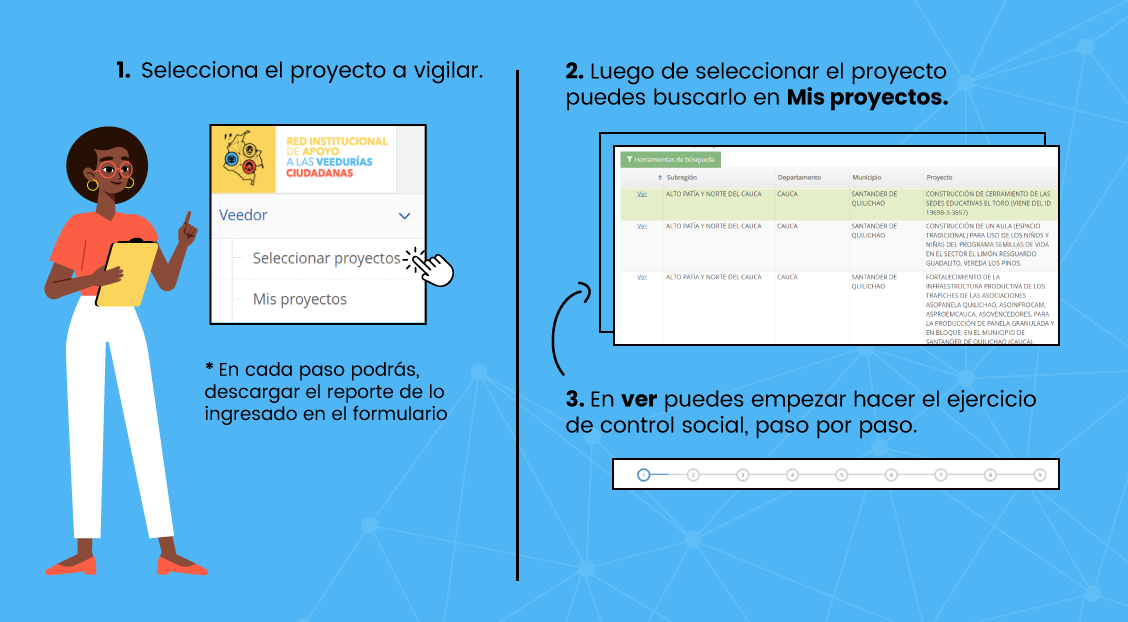 1. Selecciona el proyecto a vigilar.
RED INSTITUCIONAL
DE APOYO
A LAS VEEDURÍAS
CIUDADANAS
Veedor
Seleccionar proyectos
Mis proyectos
* En cada paso podrás,
descargar el reporte de lo
ingresado en el formulario
2. Luego de seleccionar el proyecto
puedes buscarlo en Mis proyectos.
Herramientas de búsqueda
Subregión Departamento Municipio Proyecto
Ver ALTO PATÍA Y NORTE DEL CAUCA CAUCA SANTANDER DE CONSTRUCCIÓN DE CERRAMIENTO DE LAS
QUILICHAO SEDES EDUCATIVAS EL TORO (VIENE DEL ID
19698-3-3657)
Ver ALTO PATÍA Y NORTE DEL CAUCA CAUCA SANTANDER DE CONSTRUCCIÓN DE UN AULA (ESPACIO
QUILICHAO TRADICIONAL) PARA USO DE LOS NIÑOS Y
NIÑAS DEL PROGRAMA SEMILLAS DE VIDA
EN EL SECTOR EL LIMÓN RESGUARDO
GUADALITO, VEREDA LOS PINOS.
Ver ALTO PATÍA Y NORTE DEL CAUCA CAUCA SANTANDER DE FORTALECIMIENTO DE LA
QUILICHAO INFRAESTRUCTURA PRODUCTIVA DE LOS
TRAPICHES DE LAS ASOCIACIONES
ASOPANELA QUILICHAO, ASOINPROCAM,
ASPROEMCAUCA, ASOVENCEDORES, PARA
LA PRODUCCIÓN DE PANELA GRANULADA Y
EN BLOQUE, EN EL MUNICIPIO DE
SANTANDER DE QUILICHAO (CAUCA).
3. En ver puedes empezar hacer el ejercicio
de control social, paso por paso.
1 2 3 4 5 6 7 8 9